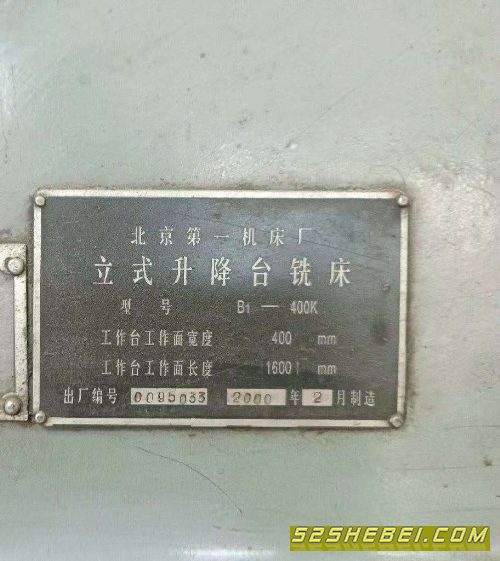 北京第一机床厂
立式升降台铣床
型号 B1 — 400K
工作台工作面宽度 400 mm
工作台工作面长度 1600 mm
出厂编号 0095033 2000 年 2 月制造
52SHEBEI.COM